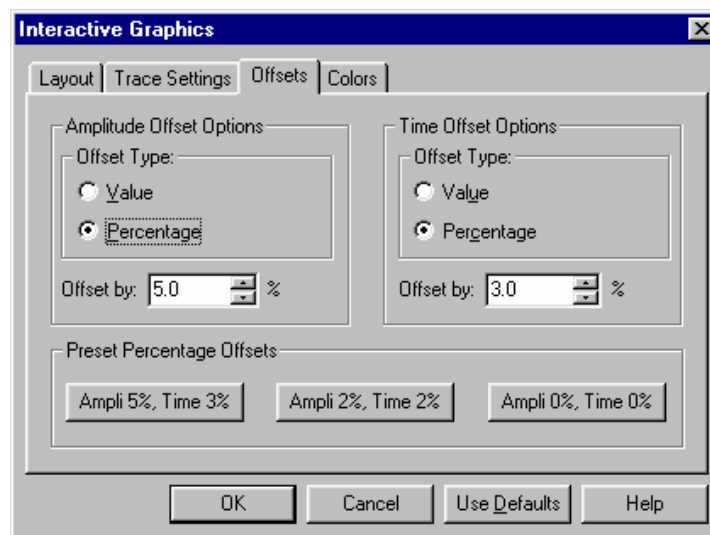 Interactive Graphics
Layout Trace Settings Offsets Colors
Amplitude Offset Options
Offset Type:
Value
Percentage
Offset by: 5.0 %
Time Offset Options
Offset Type:
Value
Percentage
Offset by: 3.0 %
Preset Percentage Offsets
Ampli 5%, Time 3% Ampli 2%, Time 2% Ampli 0%, Time 0%
OK Cancel Use Defaults Help